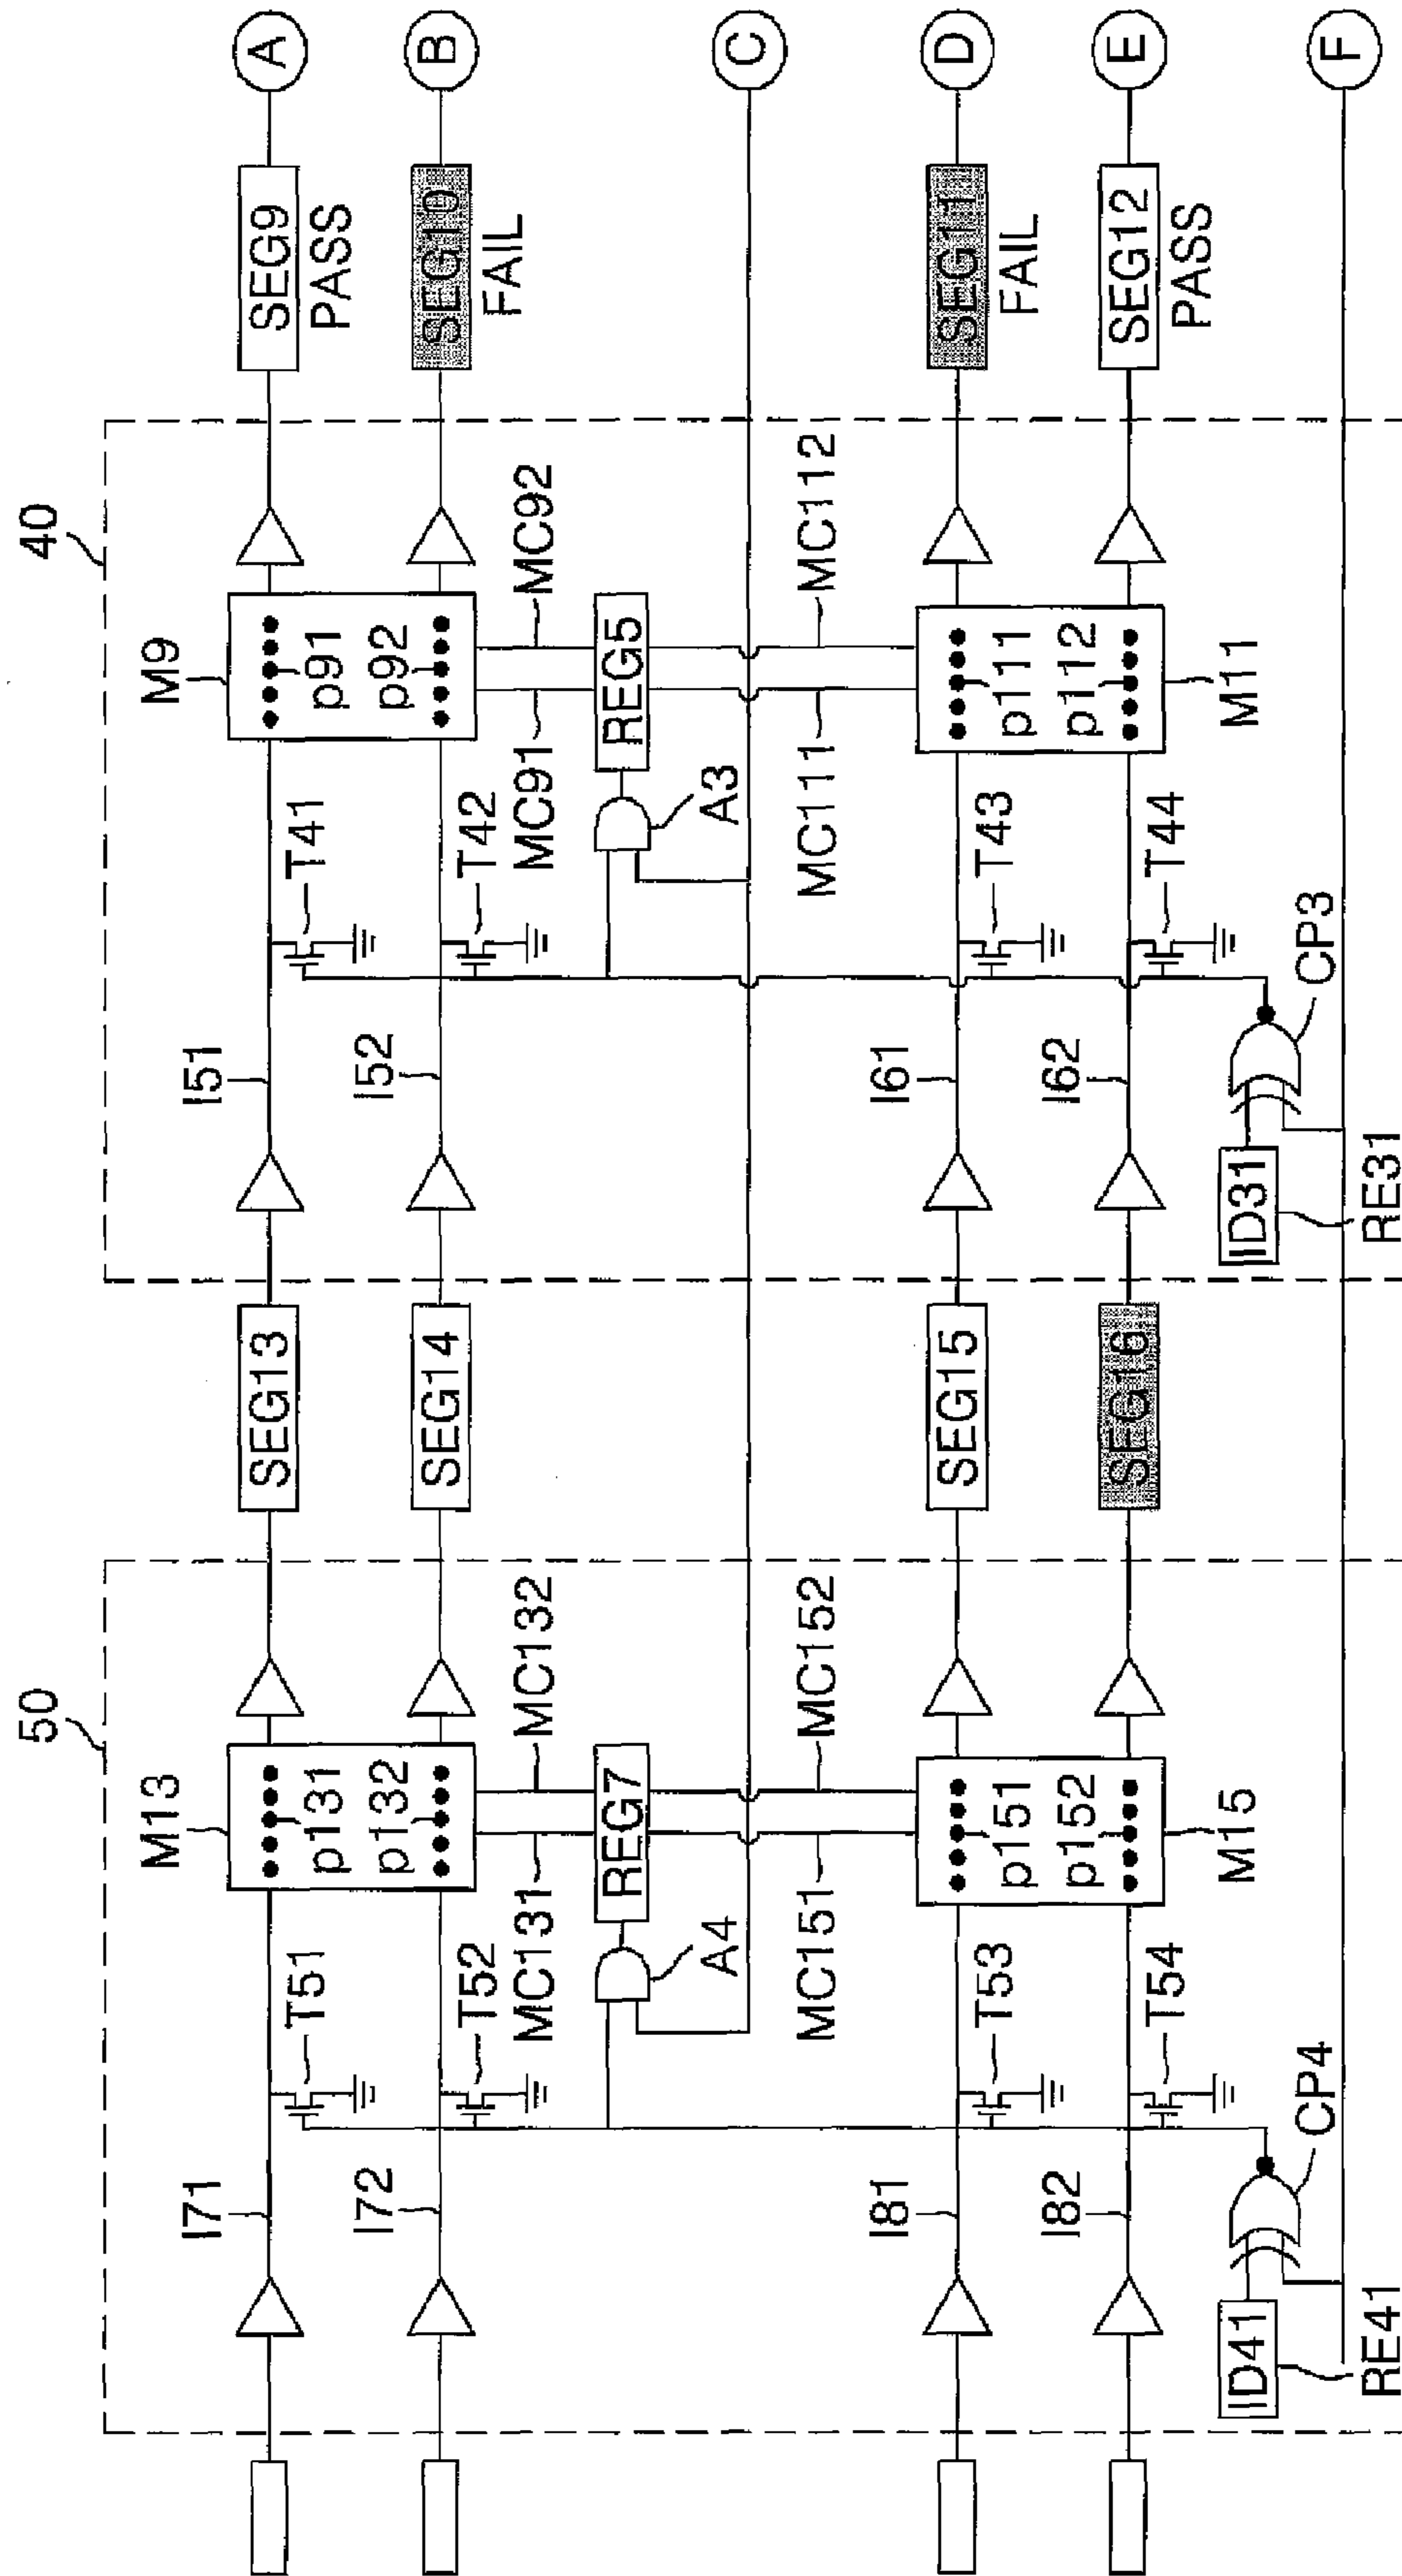 50
40
A
B
C
D
E
F
M13
p131
p132
I71
I72
T51
T52
MC131
MC132
REG7
A4
MC151
MC152
I81
I82
T53
T54
p151
p152
M15
CP4
ID41
RE41
SEG13
SEG14
SEG15
SEG16
M9
p91
p92
I51
I52
T41
T42
MC91
MC92
REG5
A3
MC111
MC112
I61
I62
T43
T44
p111
p112
M11
CP3
ID31
RE31
SEG9
PASS
SEG10
FAIL
SEG11
FAIL
SEG12
PASS